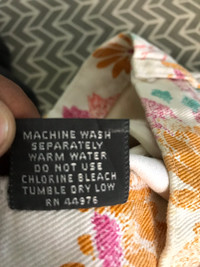 MACHINE WASH
SEPARATELY
WARM WATER
DO NOT USE
CHLORINE BLEACH
TUMBLE DRY LOW
RN 44976